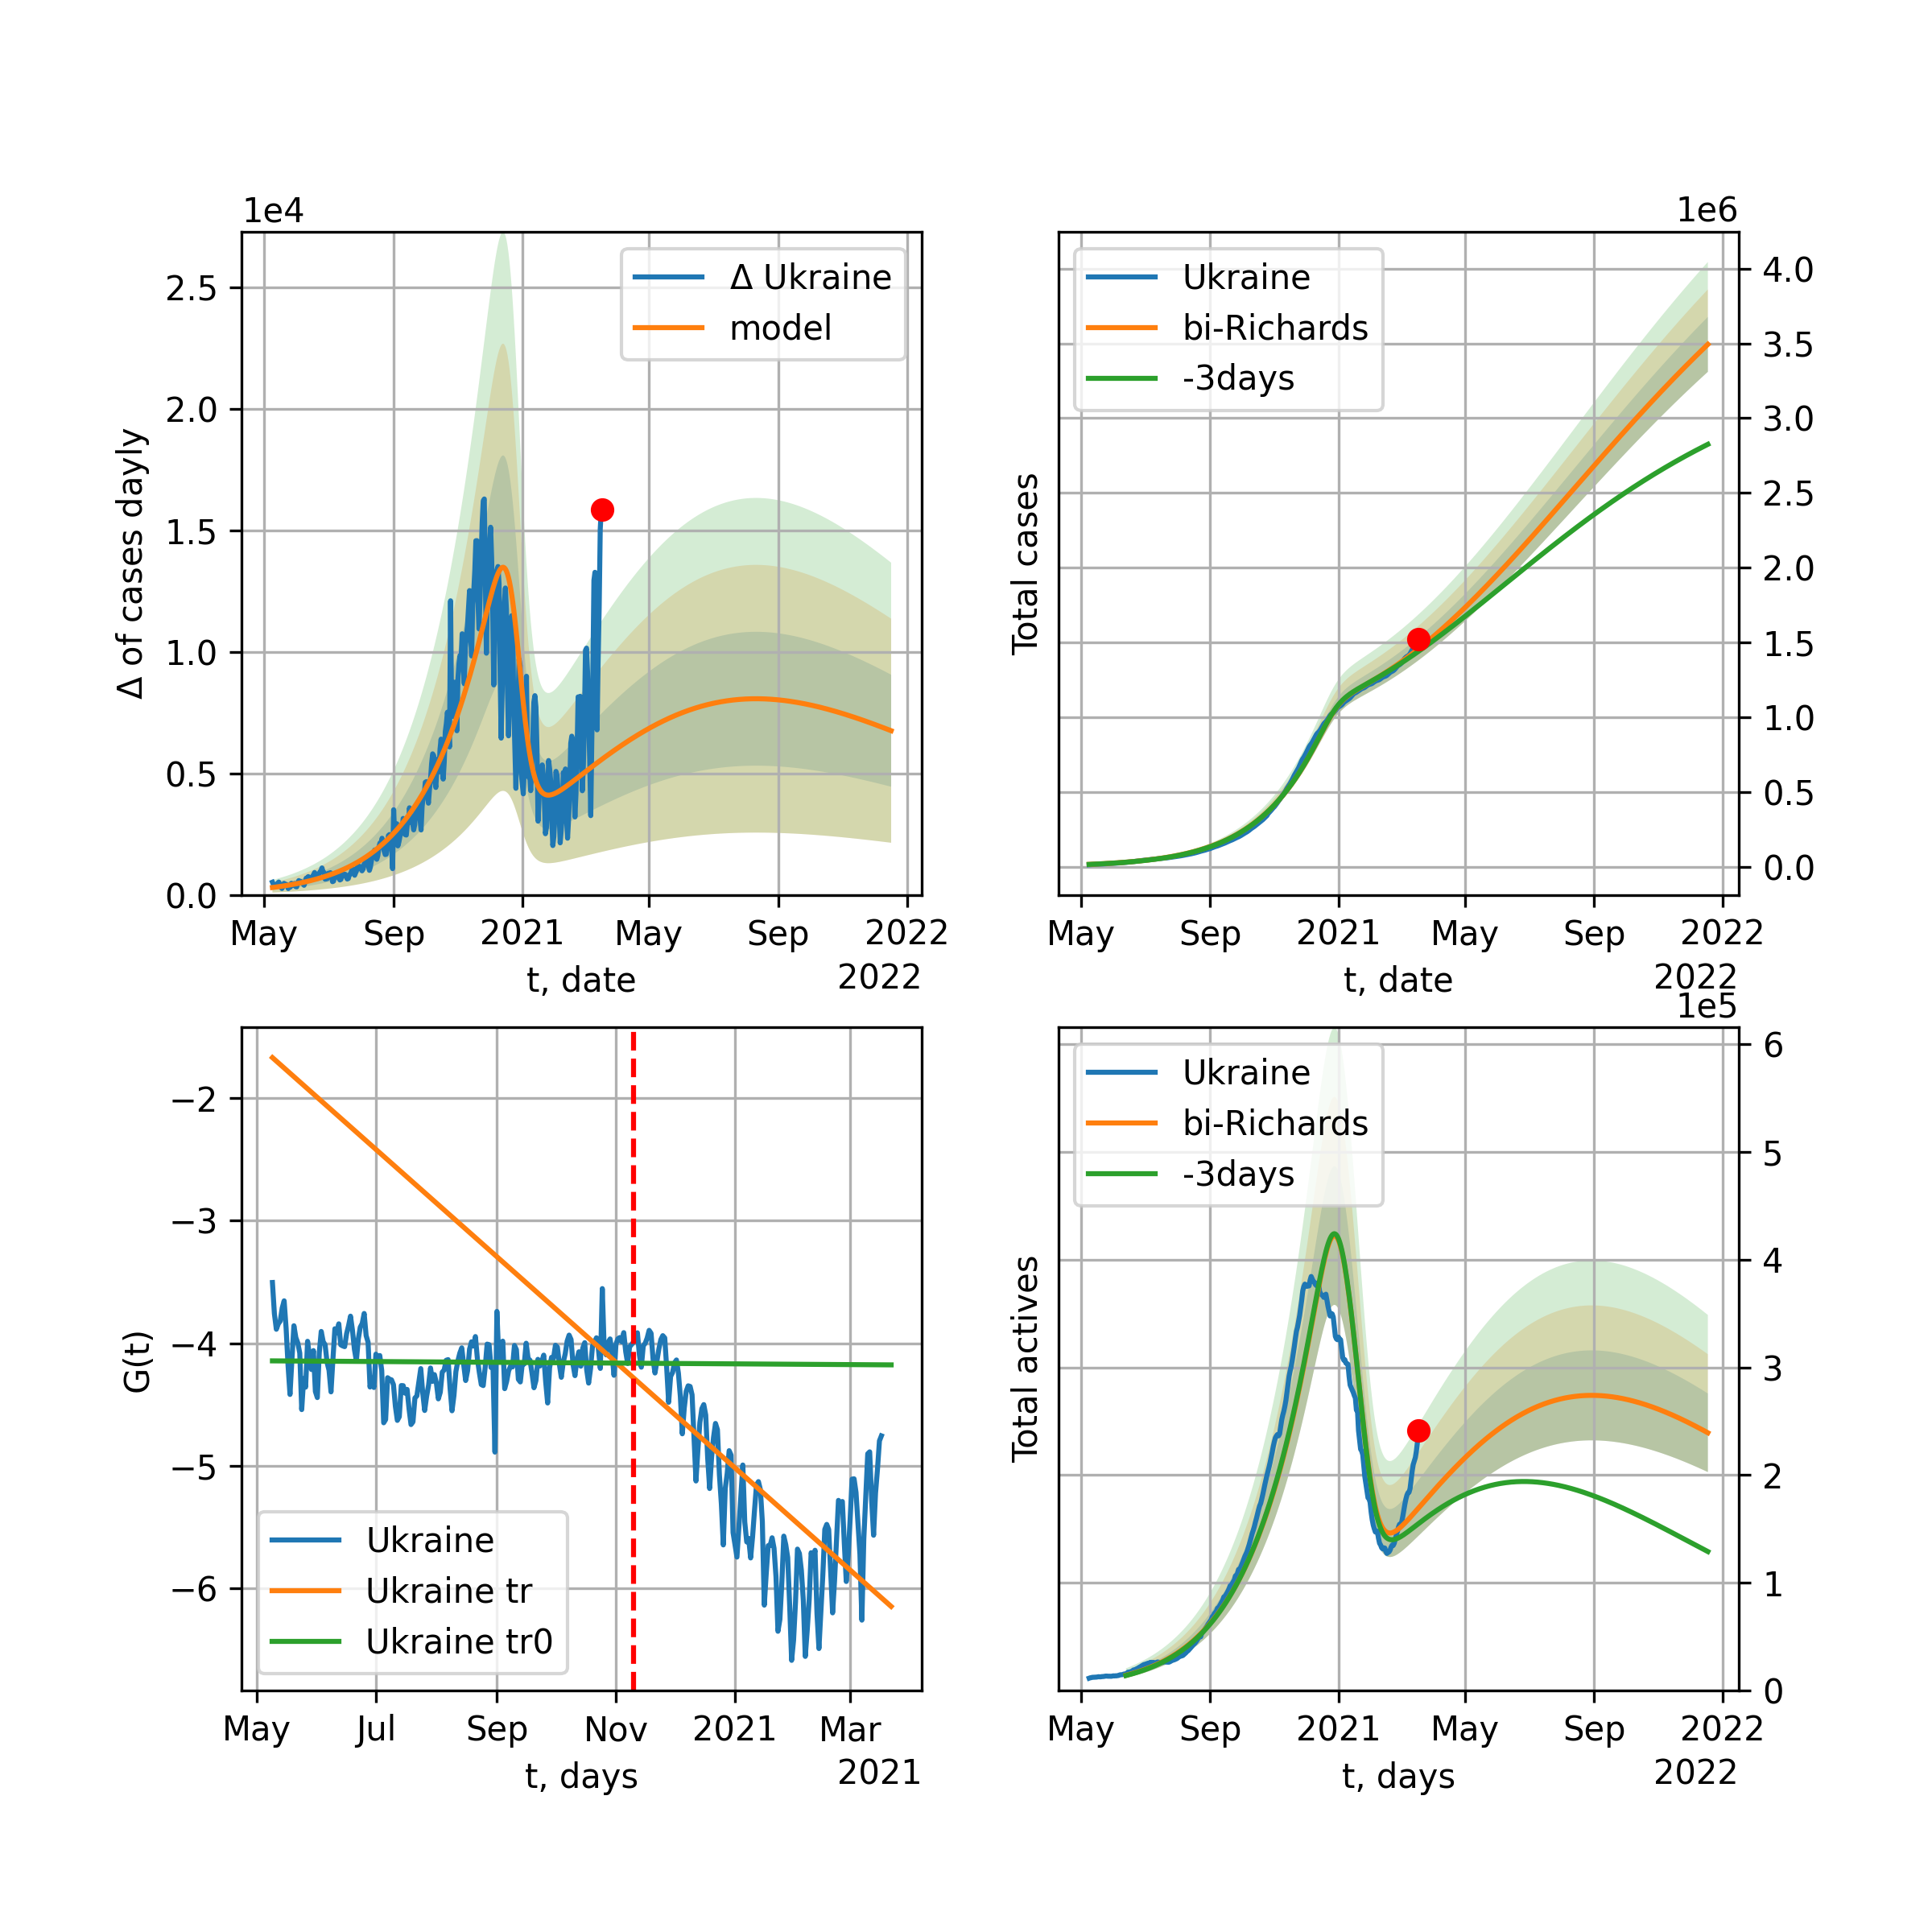 1e4
Δ of cases dayly
2.5
2.0
1.5
1.0
0.5
0.0
Δ Ukraine
model
May Sep 2021 May Sep 2022
t, date
2022
1e6
Total cases
Ukraine
bi-Richards
-3days
4.0
3.5
3.0
2.5
2.0
1.5
1.0
0.5
0.0
May Sep 2021 May Sep 2022
t, date
2022
G(t)
−2
−3
−4
−5
−6
Ukraine
Ukraine tr
Ukraine tr0
May Jul Sep Nov 2021 Mar
t, days
2021
1e5
Total actives
Ukraine
bi-Richards
-3days
6
5
4
3
2
1
0
May Sep 2021 May Sep 2022
t, days
2022